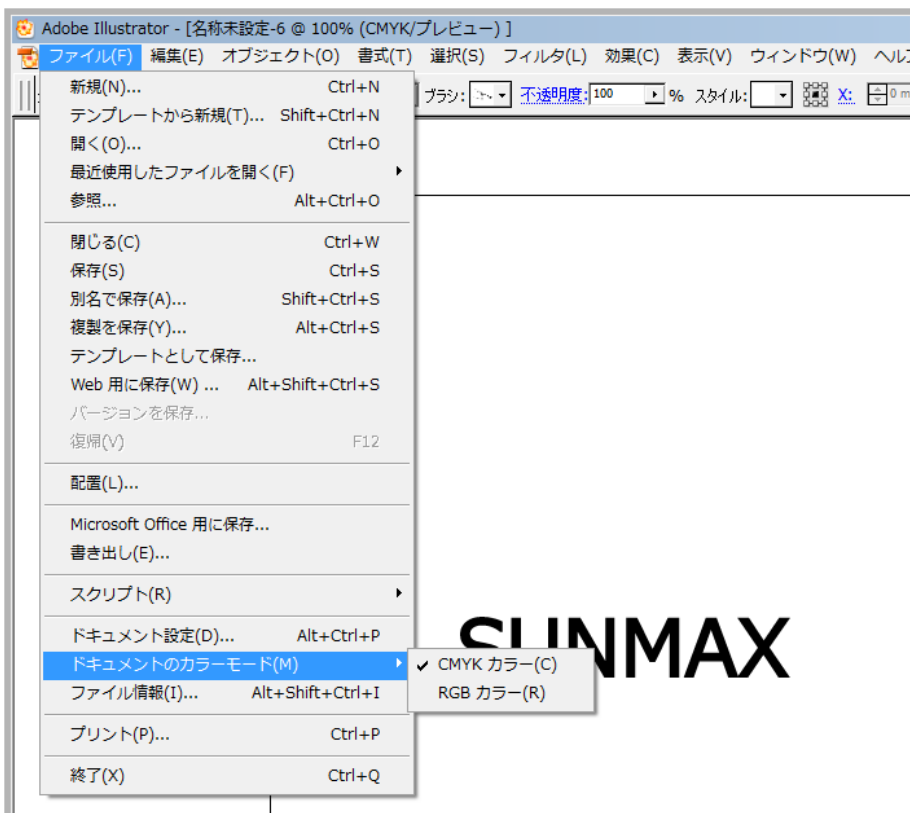 Adobe Illustrator - [名称未設定-6 @ 100% (CMYK/プレビュー) ]
ファイル(F) 編集(E) オブジェクト(O) 書式(T) 選択(S) フィルタ(L) 効果(C) 表示(V) ウィンドウ(W) ヘル
ブラシ: 不透明度: 100 % スタイル: X: 0 m
新規(N)... Ctrl+N
テンプレートから新規(T)... Shift+Ctrl+N
開く(O)... Ctrl+O
最近使用したファイルを開く(F)
参照... Alt+Ctrl+O
閉じる(C) Ctrl+W
保存(S) Ctrl+S
別名で保存(A)... Shift+Ctrl+S
複製を保存(Y)... Alt+Ctrl+S
テンプレートとして保存...
Web 用に保存(W) ... Alt+Shift+Ctrl+S
バージョンを保存...
復帰(V) F12
配置(L)...
Microsoft Office 用に保存...
書き出し(E)...
スクリプト(R)
ドキュメント設定(D)... Alt+Ctrl+P
ドキュメントのカラーモード(M)
ファイル情報(I)... Alt+Shift+Ctrl+I
プリント(P)... Ctrl+P
終了(X) Ctrl+Q
SUNMAX
CMYK カラー(C)
RGB カラー(R)